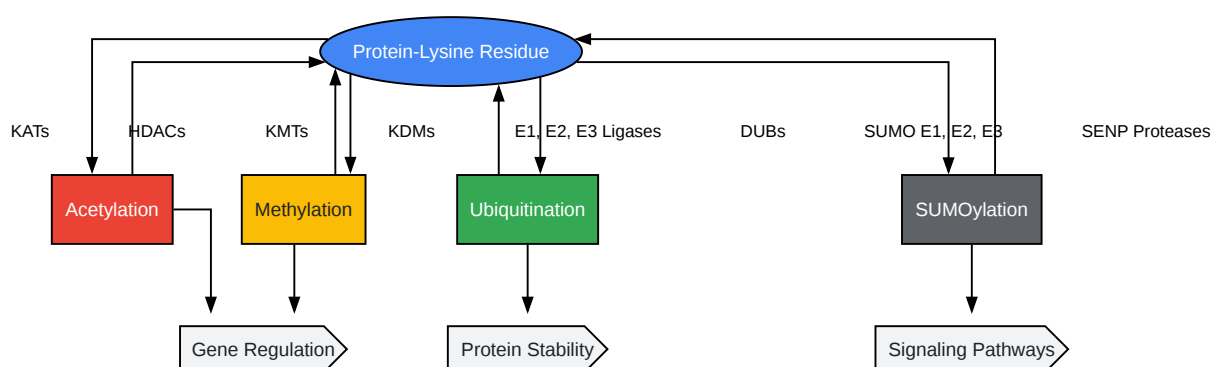 Protein-Lysine Residue
KATs
HDACs
KMTs
KDMs
E1, E2, E3 Ligases
DUBs
SUMO E1, E2, E3
SENP Proteases
Acetylation
Methylation
Ubiquitination
SUMOylation
Gene Regulation
Protein Stability
Signaling Pathways